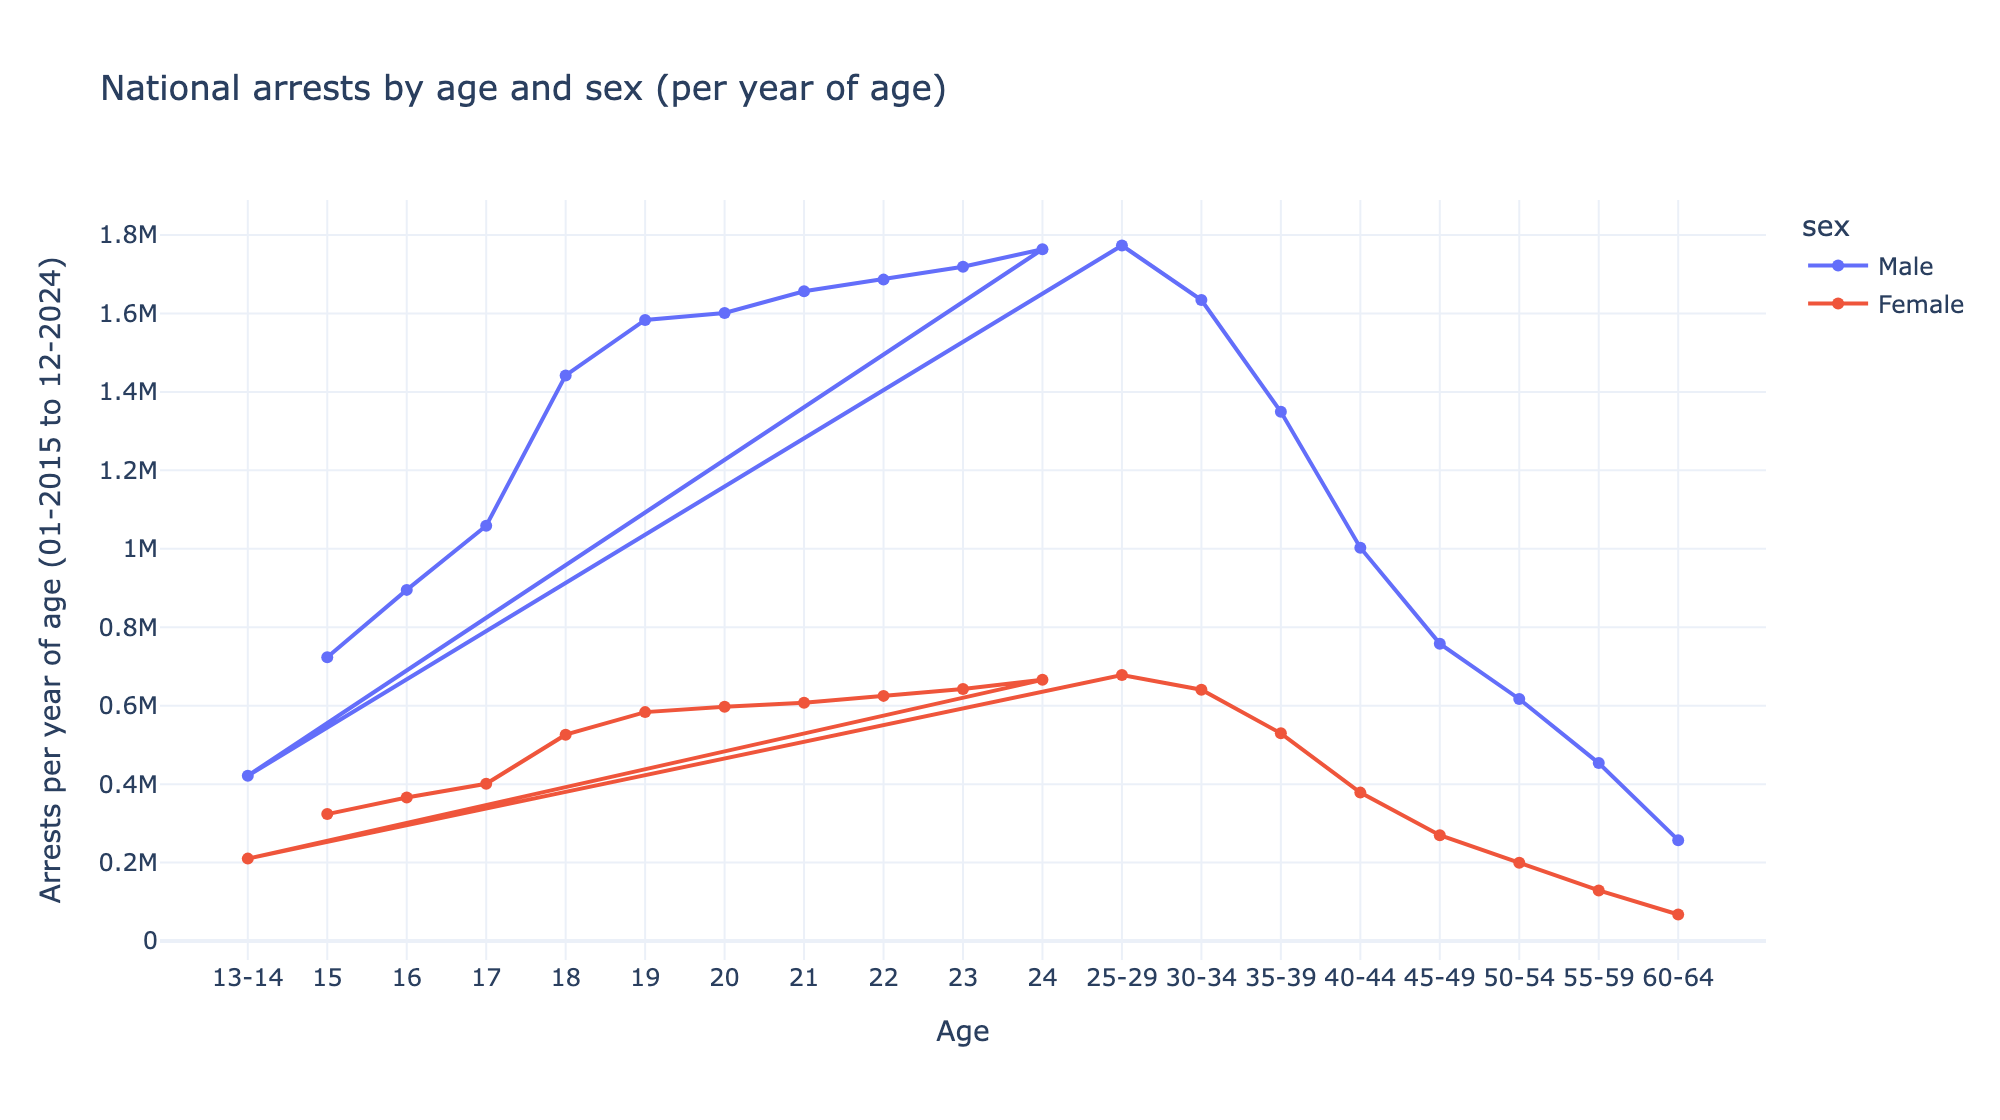 National arrests by age and sex (per year of age)
sex
Male
Female
Arrests per year of age (01-2015 to 12-2024)
1.8M
1.6M
1.4M
1.2M
1M
0.8M
0.6M
0.4M
0.2M
0
13-14 15 16 17 18 19 20 21 22 23 24 25-29 30-34 35-39 40-44 45-49 50-54 55-59 60-64
Age